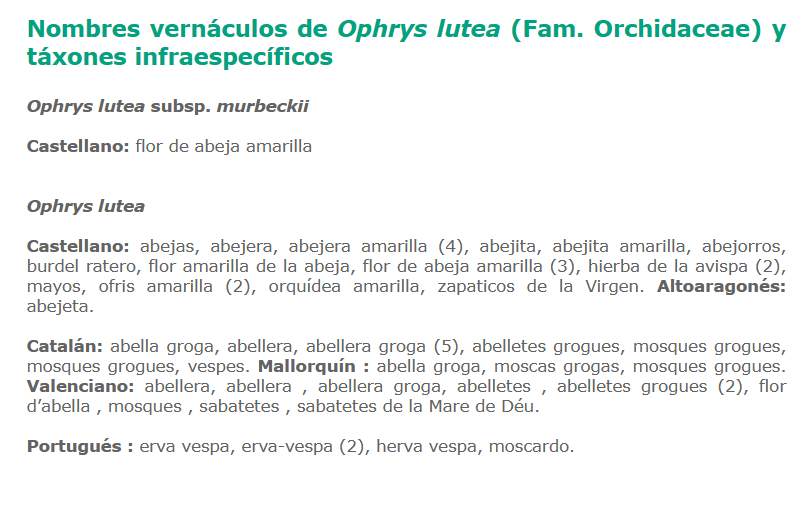 Nombres vernáculos de Ophrys lutea (Fam. Orchidaceae) y
táxones infraespecíficos
Ophrys lutea subsp. murbeckii
Castellano: flor de abeja amarilla
Ophrys lutea
Castellano: abejas, abejera, abejera amarilla (4), abejita, abejita amarilla, abejorros,
burdel ratero, flor amarilla de la abeja, flor de abeja amarilla (3), hierba de la avispa (2),
mayos, ofris amarilla (2), orquídea amarilla, zapaticos de la Virgen. Altoaragonés:
abejeta.
Catalán: abella groga, abellera, abellera groga (5), abelletes grogues, mosques grogues,
mosques grogues, vespes. Mallorquín : abella groga, moscas grogas, mosques grogues.
Valenciano: abellera, abellera , abellera groga, abelletes , abelletes grogues (2), flor
d’abella , mosques , sabatetes , sabatetes de la Mare de Déu.
Portugués : erva vespa, erva-vespa (2), herva vespa, moscardo.